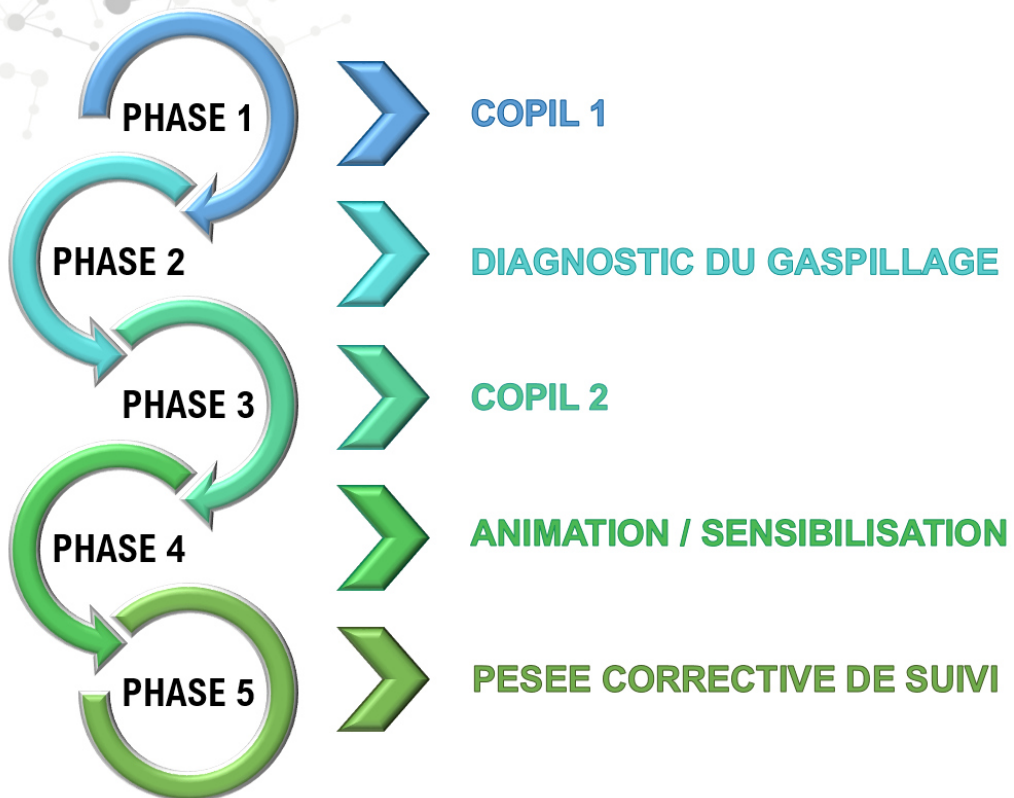 PHASE 1
COPIL 1
PHASE 2
DIAGNOSTIC DU GASPILLAGE
PHASE 3
COPIL 2
PHASE 4
ANIMATION / SENSIBILISATION
PHASE 5
PESEE CORRECTIVE DE SUIVI